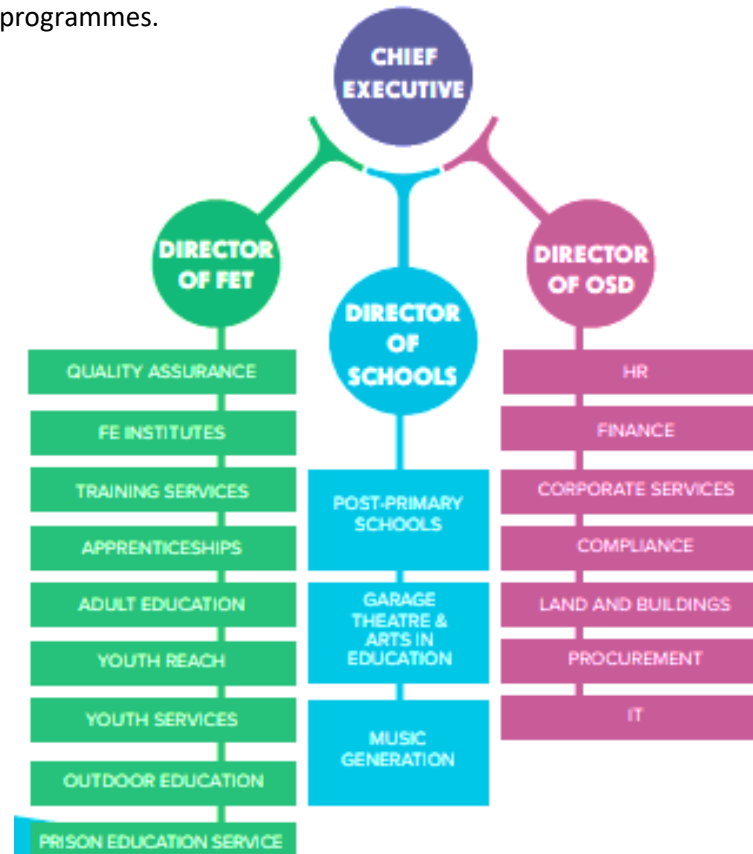 programmes.
CHIEF
EXECUTIVE
DIRECTOR
OF FET
QUALITY ASSURANCE
FE INSTITUTES
TRAINING SERVICES
APPRENTICESHIPS
ADULT EDUCATION
YOUTH REACH
YOUTH SERVICES
OUTDOOR EDUCATION
PRISON EDUCATION SERVICE
DIRECTOR
OF
SCHOOLS
POST-PRIMARY
SCHOOLS
GARAGE
THEATRE &
ARTS IN
EDUCATION
MUSIC
GENERATION
DIRECTOR
OF OSD
HR
FINANCE
CORPORATE SERVICES
COMPLIANCE
LAND AND BUILDINGS
PROCUREMENT
IT